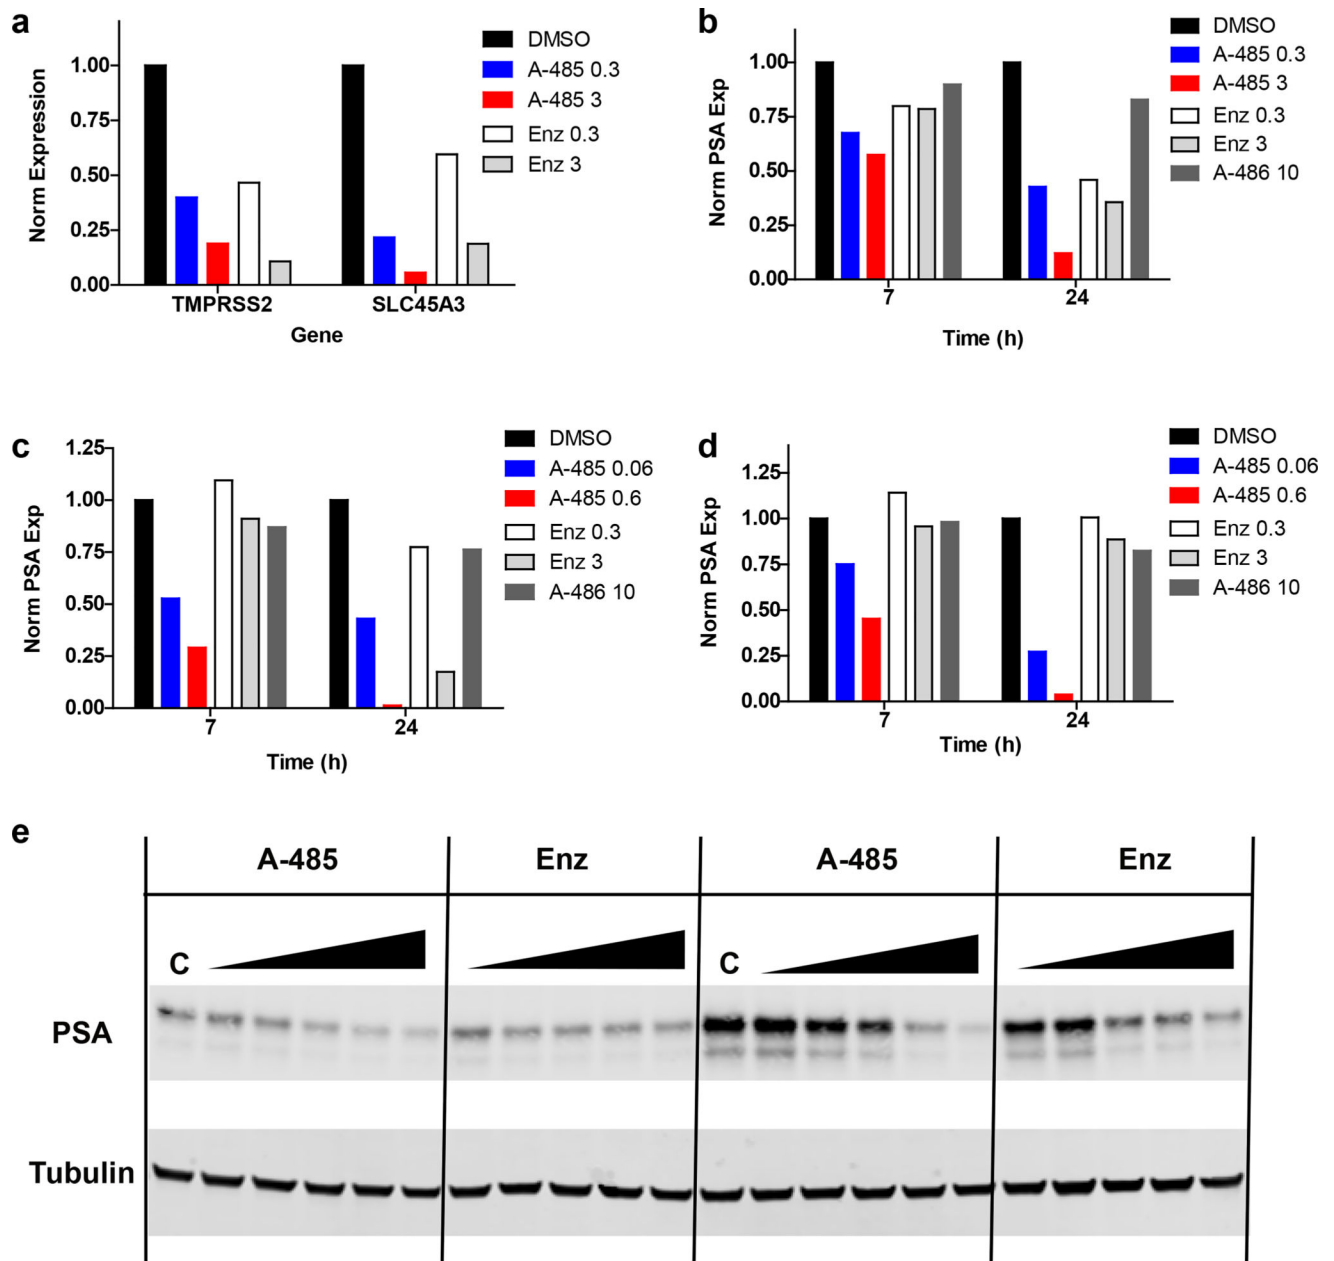 a
Norm Expression
1.00
0.75
0.50
0.25
0.00
TMPRSS2 SLC45A3
Gene
DMSO
A-485 0.3
A-485 3
Enz 0.3
Enz 3
b
Norm PSA Exp
1.00
0.75
0.50
0.25
0.00
7 24
Time (h)
DMSO
A-485 0.3
A-485 3
Enz 0.3
Enz 3
A-486 10
c
Norm PSA Exp
1.25
1.00
0.75
0.50
0.25
0.00
7 24
Time (h)
DMSO
A-485 0.06
A-485 0.6
Enz 0.3
Enz 3
A-486 10
d
Norm PSA Exp
1.25
1.00
0.75
0.50
0.25
0.00
7 24
Time (h)
DMSO
A-485 0.06
A-485 0.6
Enz 0.3
Enz 3
A-486 10
e
A-485 Enz A-485 Enz
C C
PSA
Tubulin